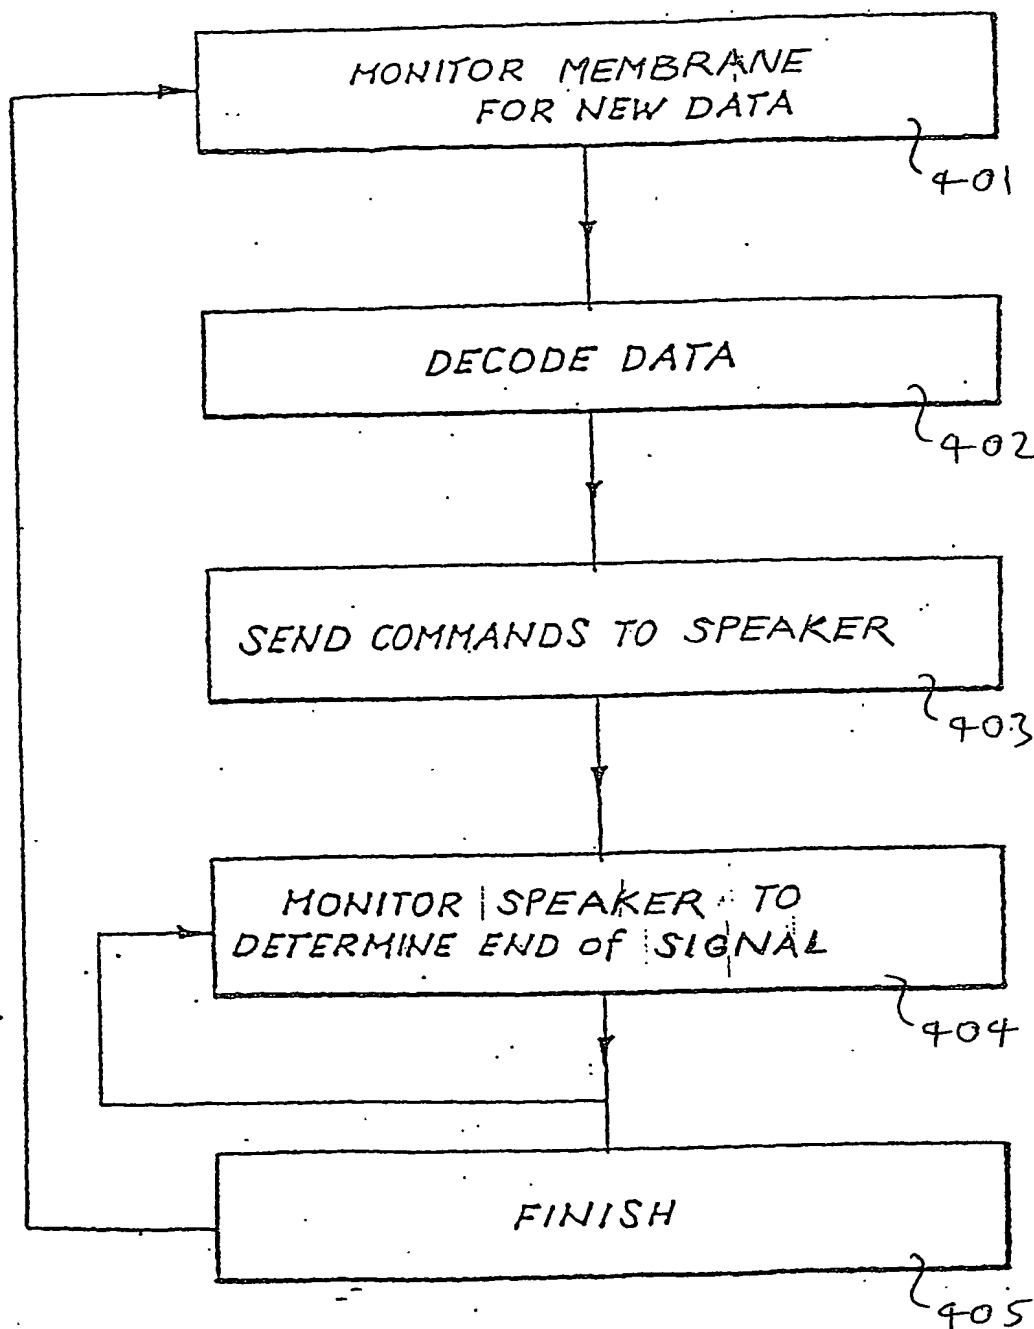 MONITOR MEMBRANE
FOR NEW DATA
401
DECODE DATA
402
SEND COMMANDS TO SPEAKER
403
MONITOR SPEAKER TO
DETERMINE END of SIGNAL
404
FINISH
405